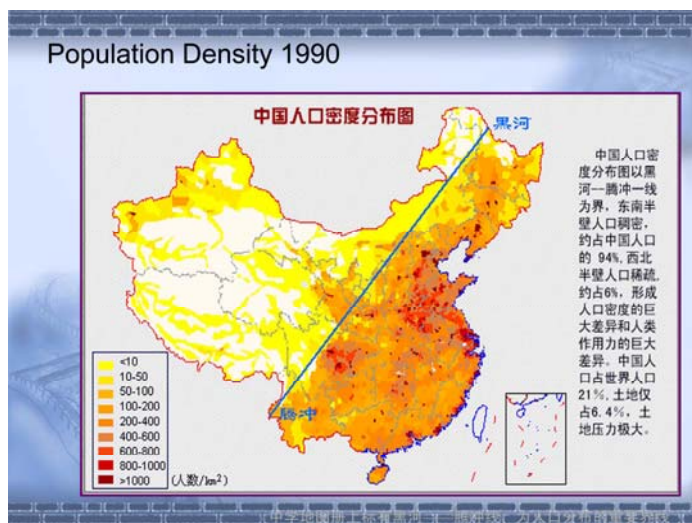 Population Density 1990
中国人口密度分布图
黑河
腾冲
中国人口密
度分布图以黑
河--腾冲一线
为界，东南半
壁人口稠密，
约占中国人口
的 94%,西北
半壁人口稀疏,
约占6%，形成
人口密度的巨
大差异和人类
作用力的巨大
差异。中国人
口占世界人口
21%,土地仅
占6.4%，土
地压力极大。
<10
10-50
50-100
100-200
200-400
400-600
600-800
800-1000
>1000 (人数/km²)